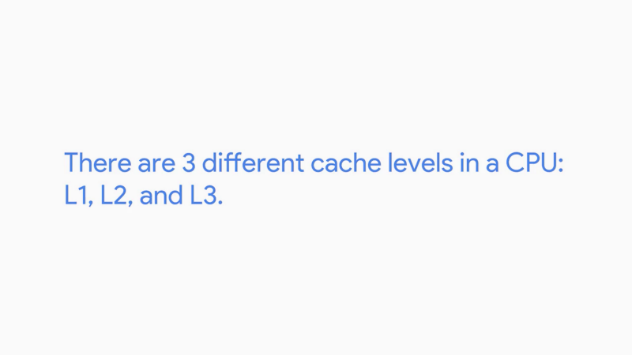 There are 3 different cache levels in a CPU:
L1, L2, and L3.